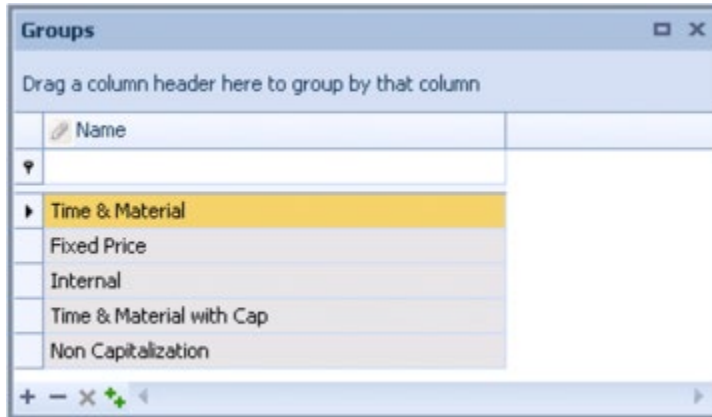 Groups
Drag a column header here to group by that column
Name
Time & Material
Fixed Price
Internal
Time & Material with Cap
Non Capitalization